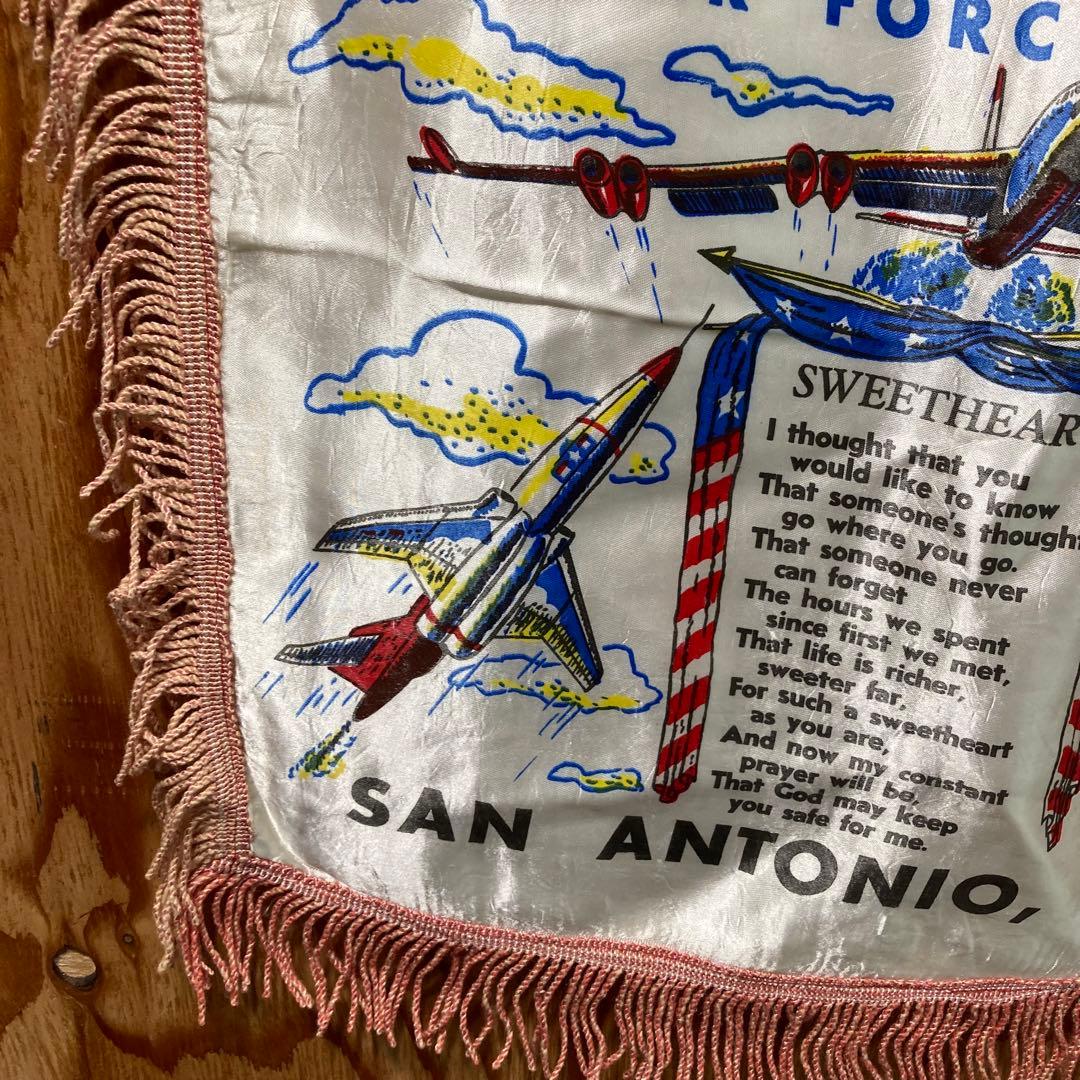 R FORC
SWEETHEAR
I thought that you
would like to know
That someone's thought
go where you go.
That someone never
can forget
The hours we spent
since first we met,
That life is richer,
sweeter far,
For such a sweetheart
as you are,
And now my constant
prayer will be,
That God may keep
you safe for me.
SAN ANTONIO,